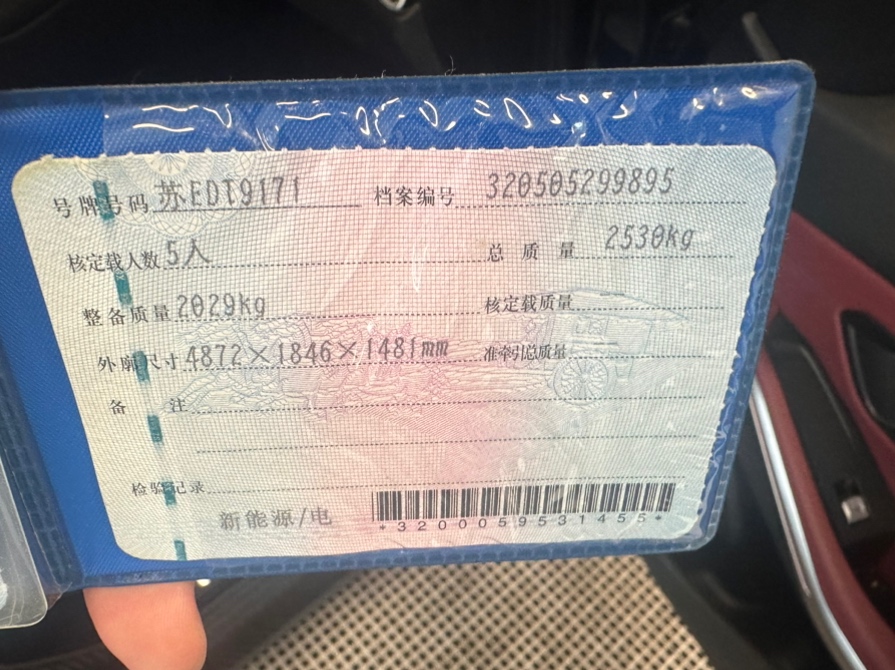 号牌号码 苏EDT9171 档案编号 320505299895
核定载人数 5人 总质量 2530kg
整备质量 2029kg 核定载质量
外廓尺寸 4872×1846×1481mm 准牵引总质量
备注
检验记录
新能源/电
*3200059531455*